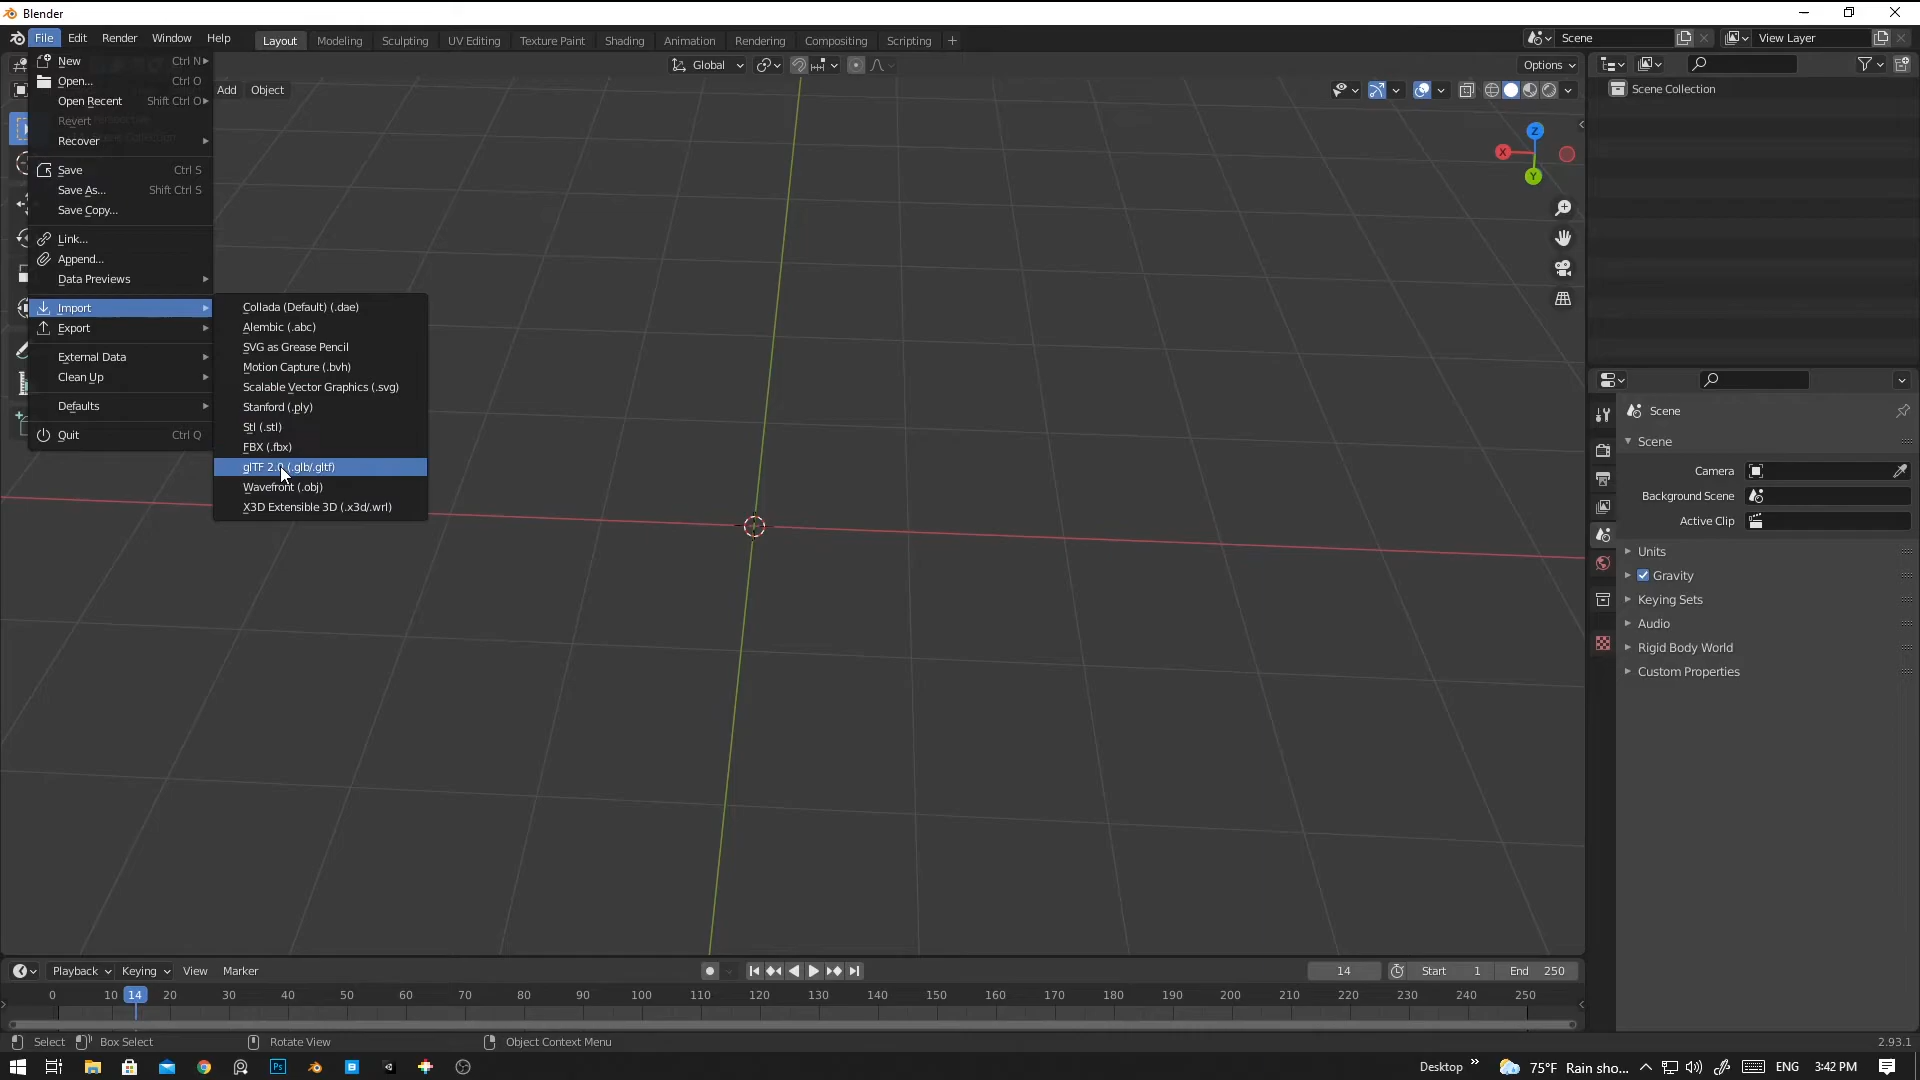 Blender
File Edit Render Window Help Layout Modeling Sculpting UV Editing Texture Paint Shading Animation Rendering Compositing Scripting + Scene View Layer
Global Options
Add Object
Scene Collection
New Ctrl N
Open... Ctrl O
Open Recent Shift Ctrl O
Revert
Recover
Save Ctrl S
Save As... Shift Ctrl S
Save Copy...
Link...
Append...
Data Previews
Import
Export
External Data
Clean Up
Defaults
Quit Ctrl Q
Collada (Default) (.dae)
Alembic (.abc)
SVG as Grease Pencil
Motion Capture (.bvh)
Scalable Vector Graphics (.svg)
Stanford (.ply)
Stl (.stl)
FBX (.fbx)
glTF 2.0 (.glb/.gltf)
Wavefront (.obj)
X3D Extensible 3D (.x3d/.wrl)
Z
X
Y
Scene
Scene
Camera
Background Scene
Active Clip
Units
Gravity
Keying Sets
Audio
Rigid Body World
Custom Properties
Playback Keying View Marker 14 Start 1 End 250
0 10 14 20 30 40 50 60 70 80 90 100 110 120 130 140 150 160 170 180 190 200 210 220 230 240 250
Select Box Select Rotate View Object Context Menu 2.93.1
Desktop 75°F Rain sho... ENG 3:42 PM